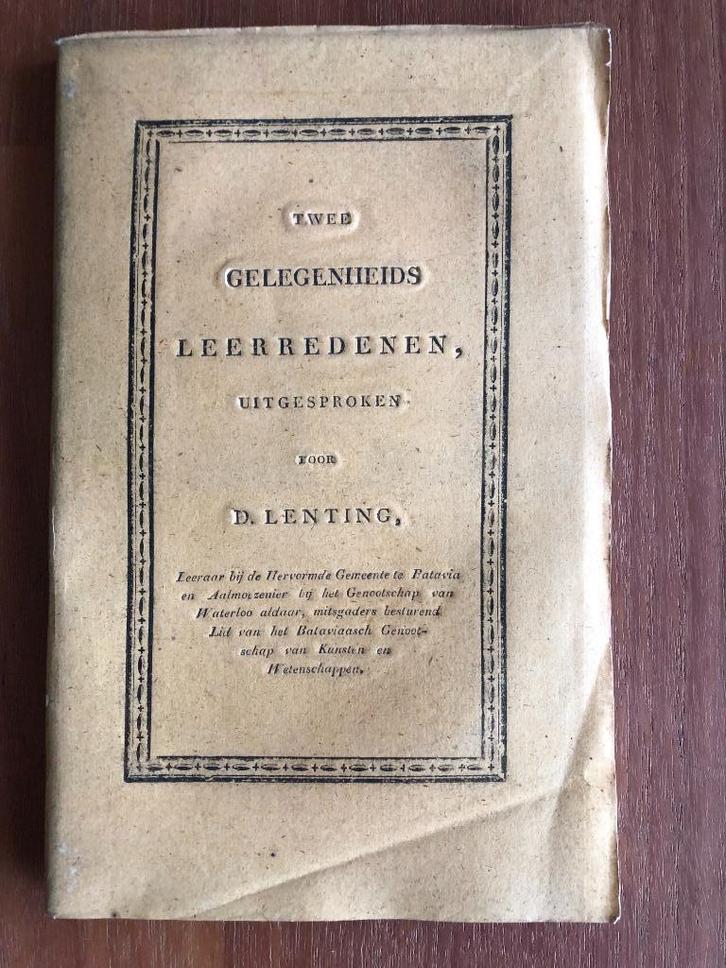 TWEE
GELEGENHEIDS
LEERREDENEN,
UITGESPROKEN
DOOR
D. LENTING,
Leeraar bij de Hervormde Gemeente te Batavia
en Aalmoezenier bij het Genootschap van
Waterloo aldaar, mitsgaders besturend
Lid van het Bataviaasch Genoot-
schap van Kunsten en
Wetenschappen.